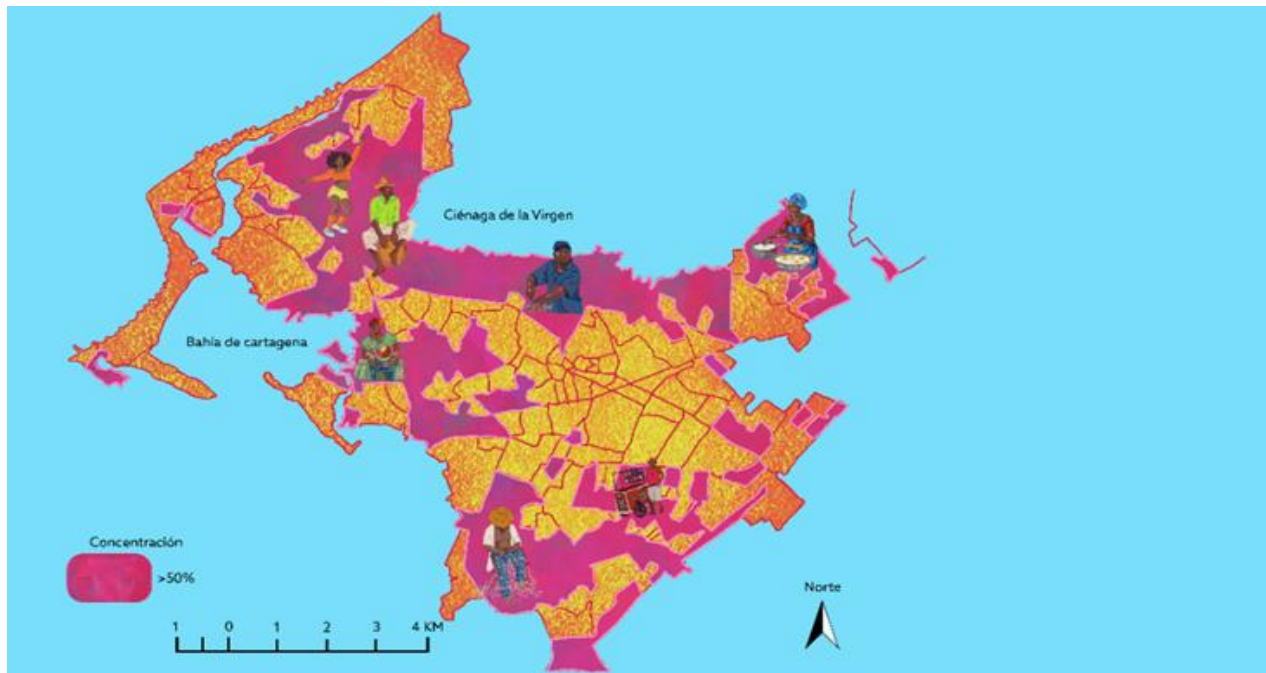 Ciénaga de la Virgen
Bahía de cartagena
Concentración
>50%
1 0 1 2 3 4 KM
Norte